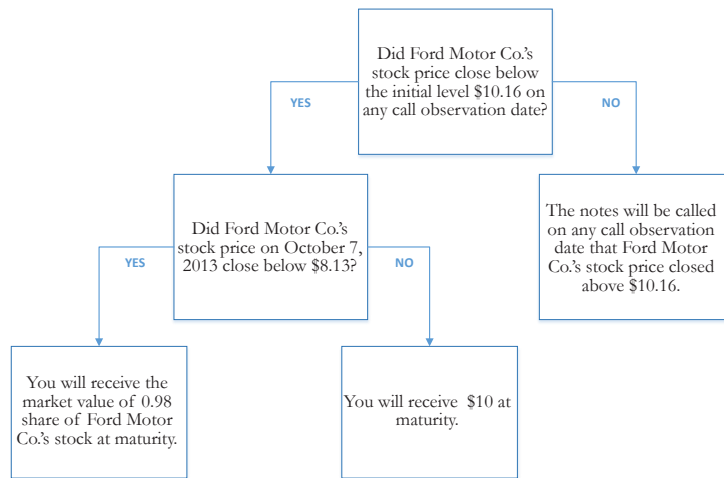 Did Ford Motor Co.'s
stock price close below
the initial level $10.16 on
any call observation date?
YES
NO
Did Ford Motor Co.'s
stock price on October 7,
2013 close below $8.13?
The notes will be called
on any call observation
date that Ford Motor
Co.'s stock price closed
above $10.16.
YES
NO
You will receive the
market value of 0.98
share of Ford Motor
Co.'s stock at maturity.
You will receive $10 at
maturity.